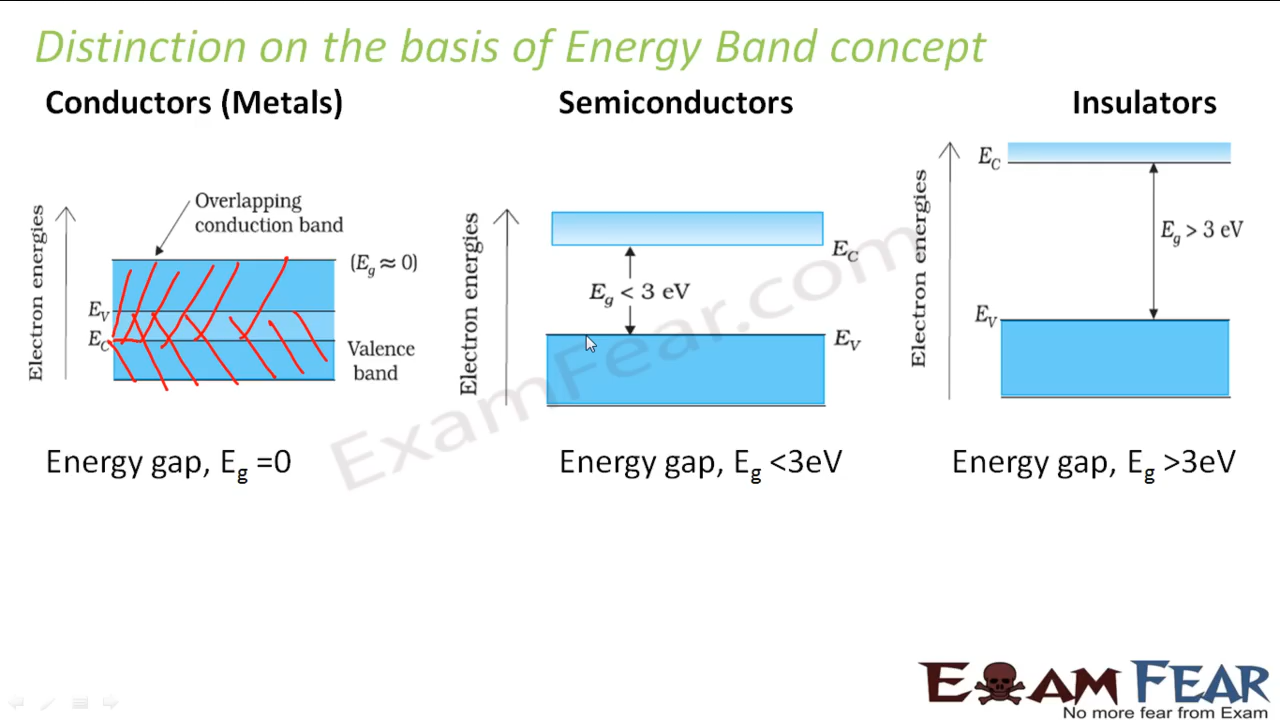 Distinction on the basis of Energy Band concept
Conductors (Metals)
Semiconductors
Insulators
Electron energies
Overlapping
conduction band
(Eg ≈ 0)
EV
EC
Valence
band
Electron energies
EC
Eg < 3 eV
EV
Electron energies
EC
Eg > 3 eV
EV
Energy gap, Eg =0
Energy gap, Eg <3eV
Energy gap, Eg >3eV
ExamFear.com
EXAM FEAR
No more fear from Exam